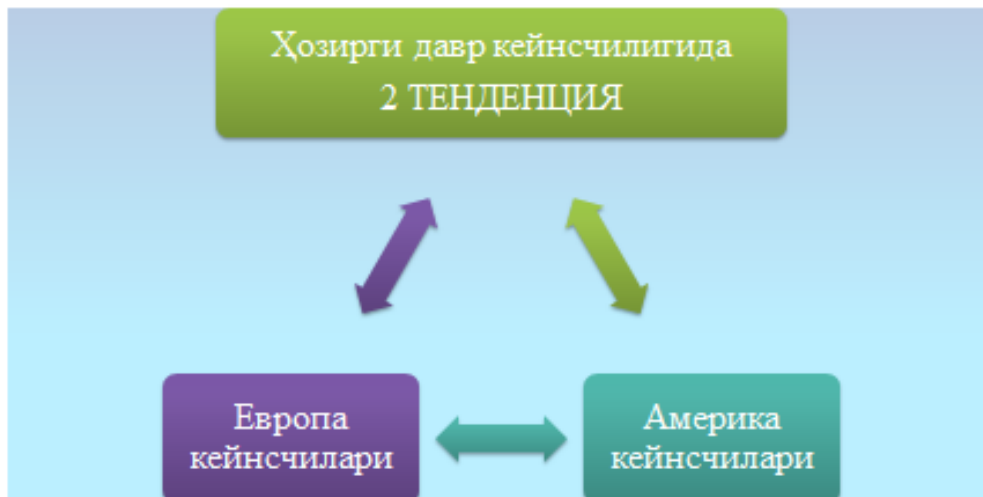 Ҳозирги давр кейнсчилигида
2 ТЕНДЕНЦИЯ
Европа
кейнсчилари
Америка
кейнсчилари